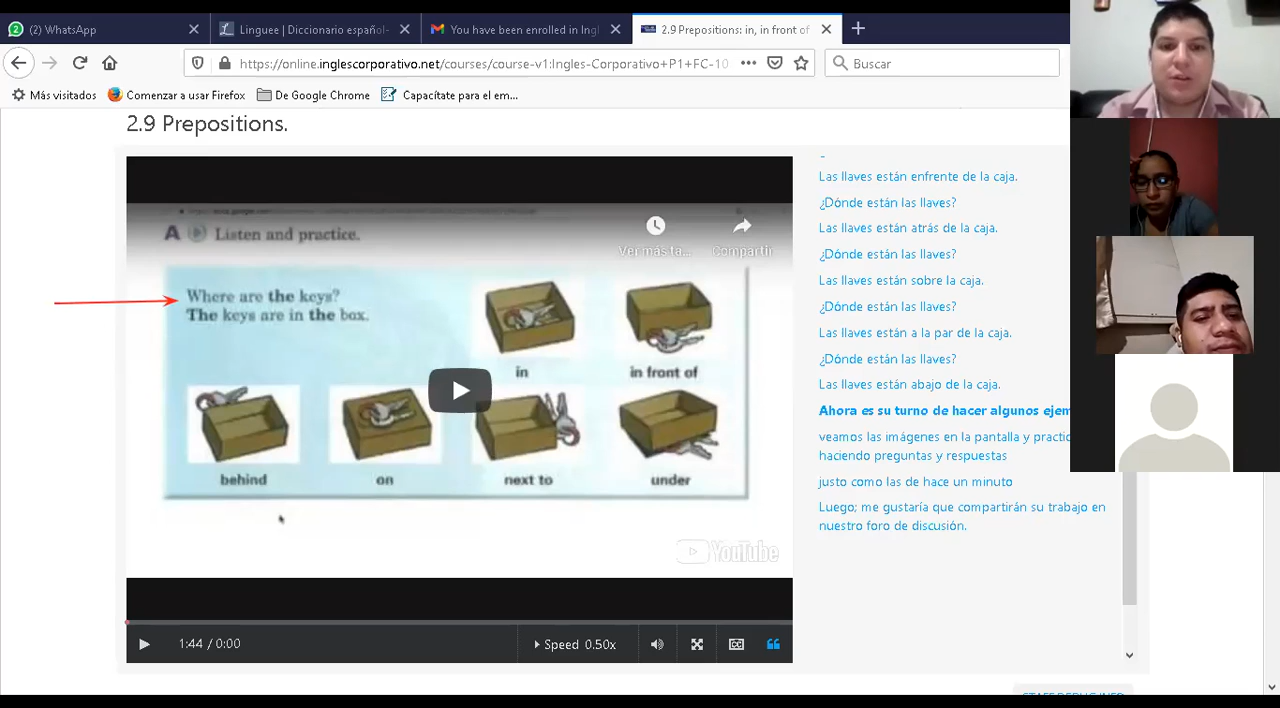 (2) WhatsApp
Linguee | Diccionario español-
You have been enrolled in Ingl
2.9 Prepositions: in, in front of
https://online.inglescorporativo.net/courses/course-v1:Ingles-Corporativo+P1+FC-10
Buscar
Más visitados
Comenzar a usar Firefox
De Google Chrome
Capacítate para el em...
2.9 Prepositions.
A Listen and practice.
Ver más ta...
Compartir
Where are the keys?
The keys are in the box.
in
in front of
behind
on
next to
under
YouTube
1:44 / 0:00
Speed 0.50x
Las llaves están enfrente de la caja.
¿Dónde están las llaves?
Las llaves están atrás de la caja.
¿Dónde están las llaves?
Las llaves están sobre la caja.
¿Dónde están las llaves?
Las llaves están a la par de la caja.
¿Dónde están las llaves?
Las llaves están abajo de la caja.
Ahora es su turno de hacer algunos ejem
veamos las imágenes en la pantalla y practic
haciendo preguntas y respuestas
justo como las de hace un minuto
Luego; me gustaría que compartirán su trabajo en
nuestro foro de discusión.